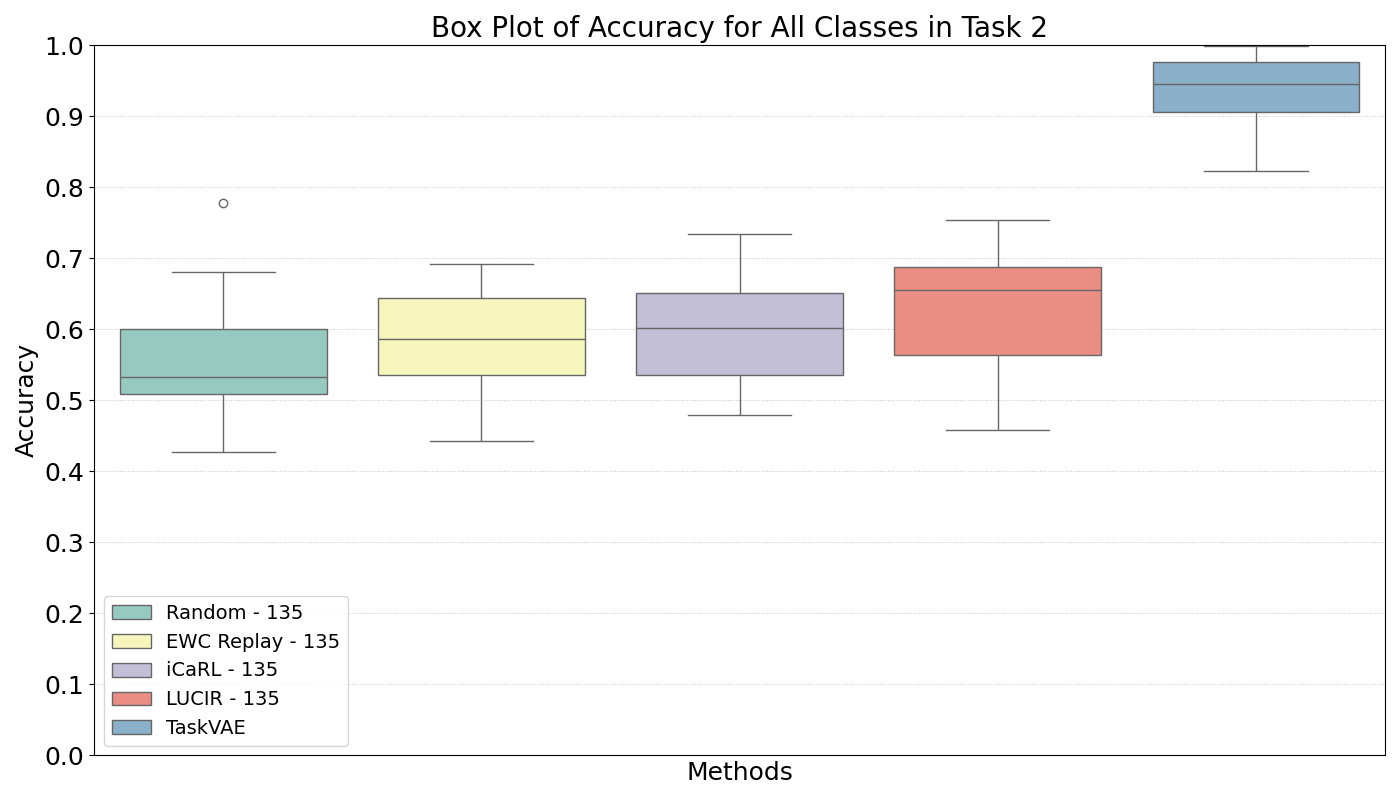 Box Plot of Accuracy for All Classes in Task 2
1.0
0.9
0.8
0.7
0.6
0.5
0.4
0.3
0.2
0.1
0.0
Accuracy
Random - 135
EWC Replay - 135
iCaRL - 135
LUCIR - 135
TaskVAE
Methods